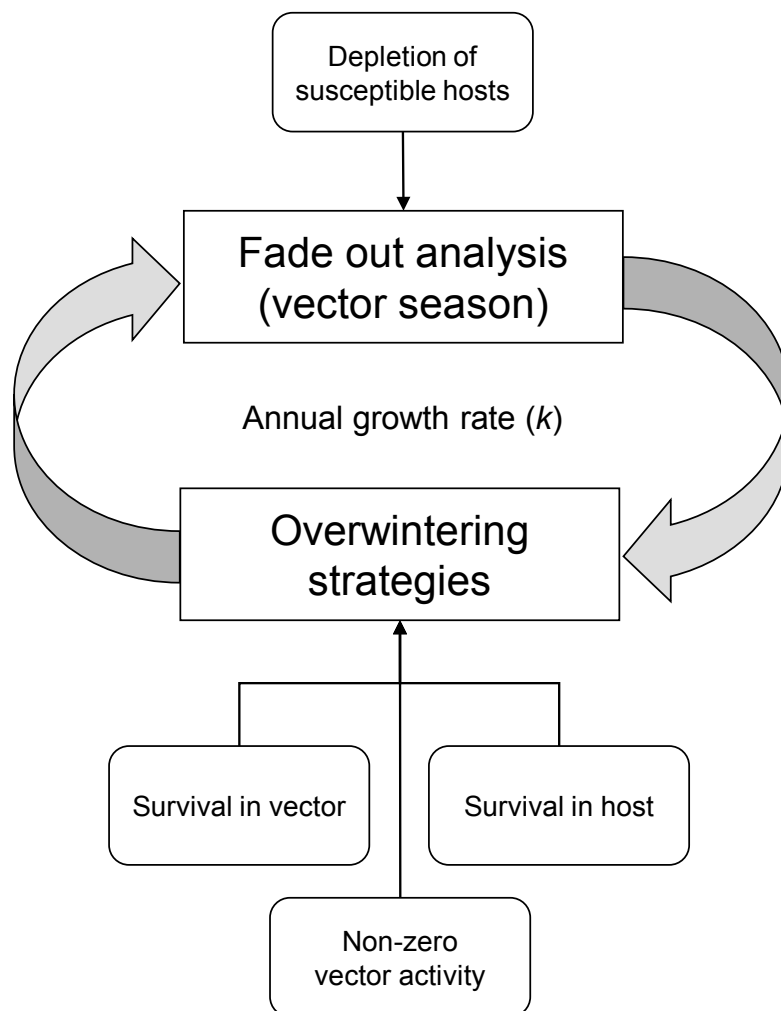 Depletion of
susceptible hosts
Fade out analysis
(vector season)
Annual growth rate (k)
Overwintering
strategies
Survival in vector
Survival in host
Non-zero
vector activity